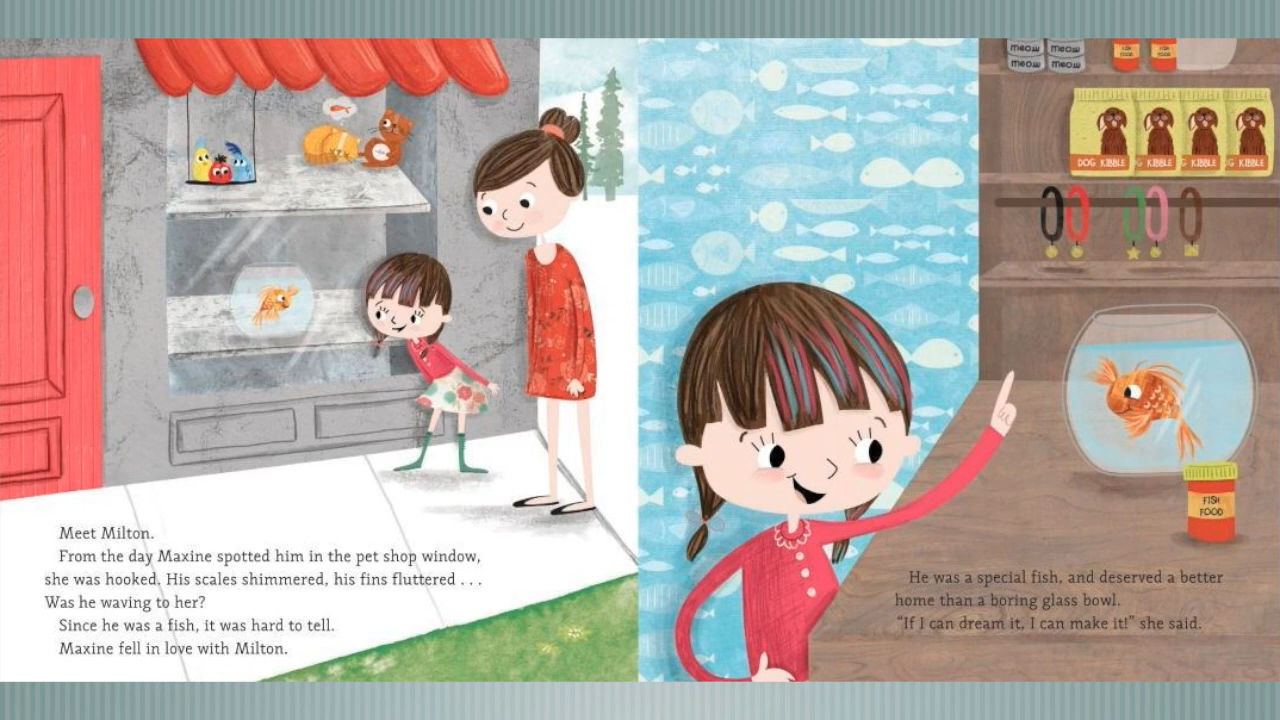 Meet Milton.
From the day Maxine spotted him in the pet shop window,
she was hooked. His scales shimmered, his fins fluttered . . .
Was he waving to her?
Since he was a fish, it was hard to tell.
Maxine fell in love with Milton.
meow meow
meow meow
FISH
FOOD
FISH
FOOD
DOG KIBBLE
G KIBBLE
G KIBBLE
G KIBBLE
FISH
FOOD
He was a special fish, and deserved a better
home than a boring glass bowl.
“If I can dream it, I can make it!” she said.